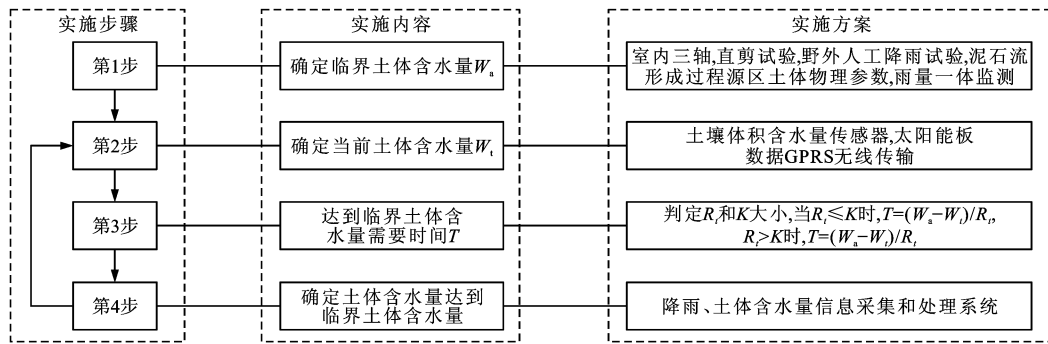 实施步骤
实施内容
实施方案
第1步
确定临界土体含水量Wa
室内三轴,直剪试验,野外人工降雨试验,泥石流
形成过程源区土体物理参数,雨量一体监测
第2步
确定当前土体含水量Wt
土壤体积含水量传感器,太阳能板
数据GPRS无线传输
第3步
达到临界土体含
水量需要时间T
判定Rt和K大小,当Rt≤K时,T=(Wa−Wt)/Rt,
Rt>K时,T=(Wa−Wt)/Rt
第4步
确定土体含水量达到
临界土体含水量
降雨、土体含水量信息采集和处理系统